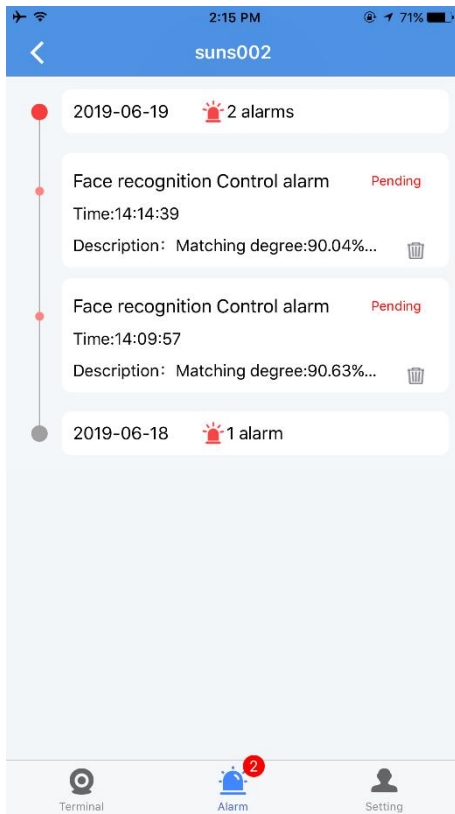 2:15 PM
71%
suns002
2019-06-19 2 alarms
Face recognition Control alarm Pending
Time:14:14:39
Description：Matching degree:90.04%...
Face recognition Control alarm Pending
Time:14:09:57
Description：Matching degree:90.63%...
2019-06-18 1 alarm
2
Terminal Alarm Setting